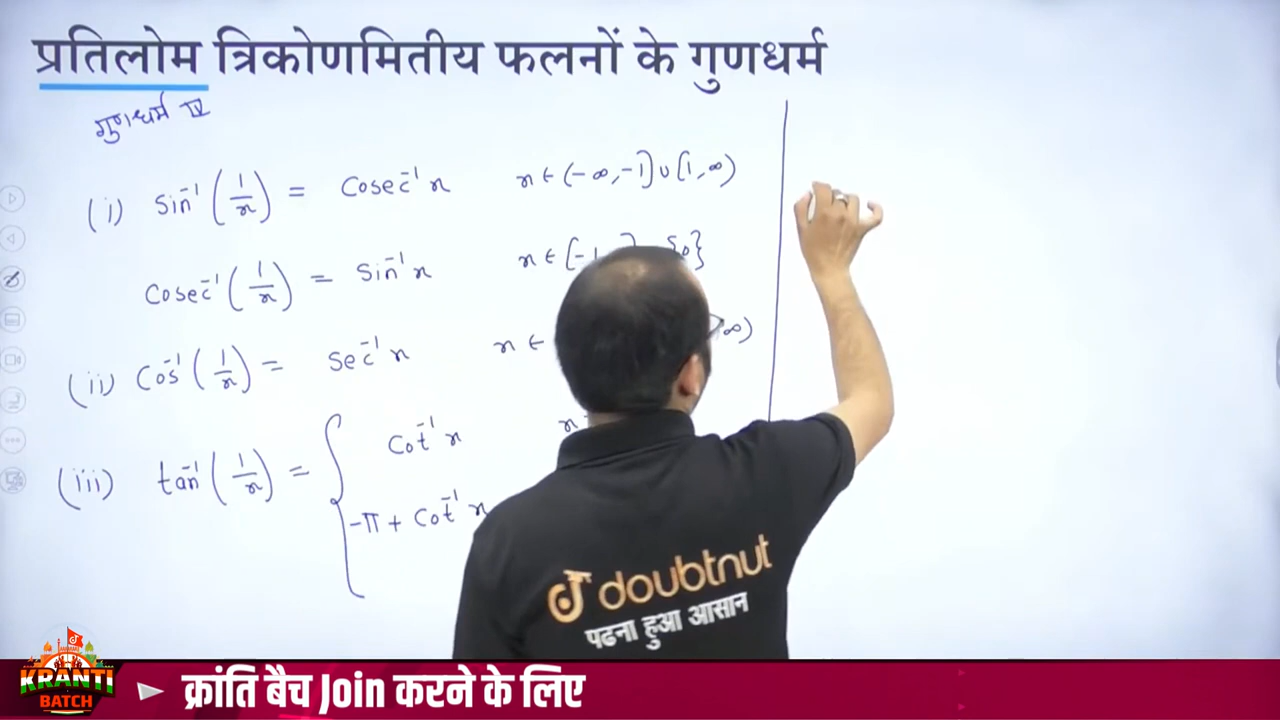 प्रतिलोम त्रिकोणमितीय फलनों के गुणधर्म
गुणधर्म IV
(i) Sin⁻¹(1/x) = Cosec⁻¹x x ∈ (-∞,-1]∪[1,∞)
Cosec⁻¹(1/x) = Sin⁻¹x x ∈ [-1, ] {0}
(ii) Cos⁻¹(1/x) = Sec⁻¹x x ∈ ∞)
(iii) tan⁻¹(1/x) = { Cot⁻¹x x
-π + Cot⁻¹x
doubtnut
पढना हुआ आसान
KRANTI
BATCH
क्रांति बैच Join करने के लिए